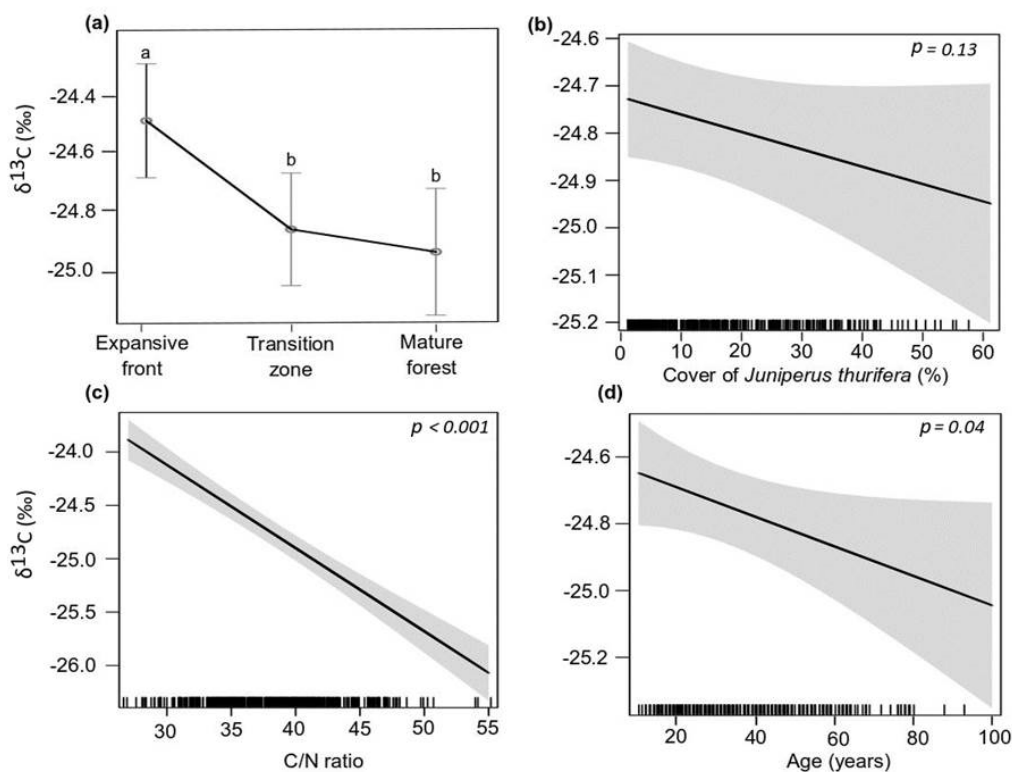 (a)
a
b
b
δ13C (‰)
-24.4
-24.6
-24.8
-25.0
Expansive front
Transition zone
Mature forest
(b)
p = 0.13
-24.6
-24.7
-24.8
-24.9
-25.0
-25.1
-25.2
0 10 20 30 40 50 60
Cover of Juniperus thurifera (%)
(c)
p < 0.001
δ13C (‰)
-24.0
-24.5
-25.0
-25.5
-26.0
30 35 40 45 50 55
C/N ratio
(d)
p = 0.04
-24.6
-24.8
-25.0
-25.2
20 40 60 80 100
Age (years)